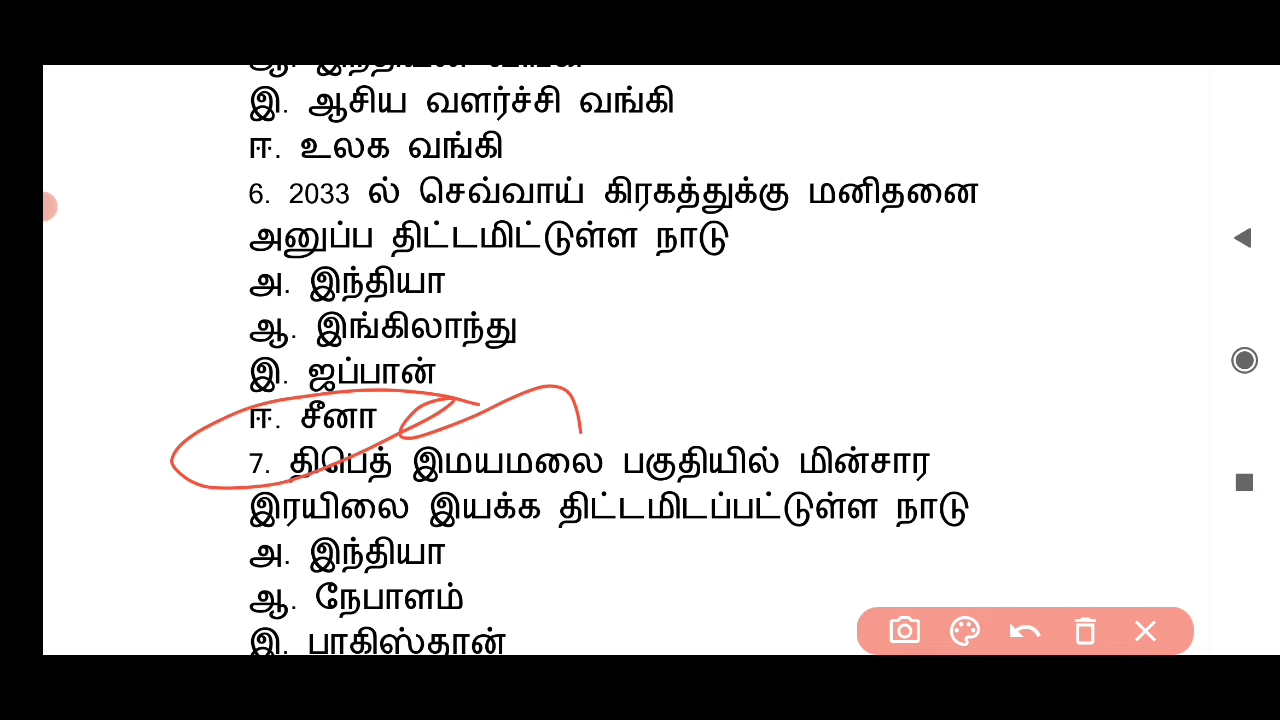 இ. ஆசிய வளர்ச்சி வங்கி
ஈ. உலக வங்கி
6. 2033 ல் செவ்வாய் கிரகத்துக்கு மனிதனை
அனுப்ப திட்டமிட்டுள்ள நாடு
அ. இந்தியா
ஆ. இங்கிலாந்து
இ. ஜப்பான்
ஈ. சீனா
7. திபெத் இமயமலை பகுதியில் மின்சார
இரயிலை இயக்க திட்டமிடப்பட்டுள்ள நாடு
அ. இந்தியா
ஆ. நேபாளம்
இ. பாகிஸ்தான்